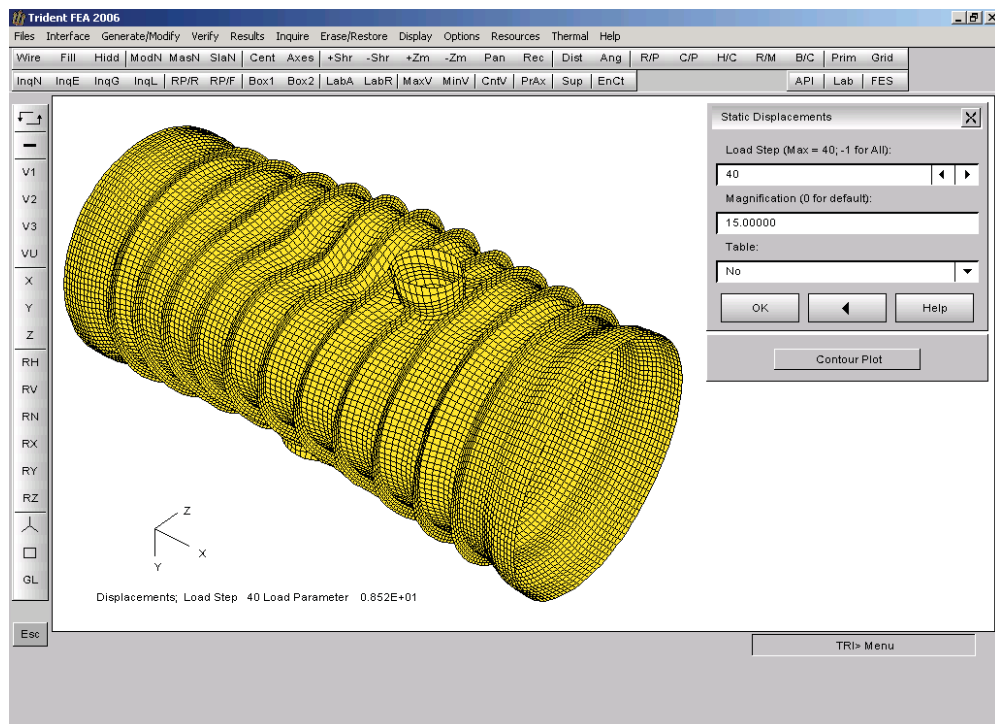 Trident FEA 2006
Files Interface Generate/Modify Verify Results Inquire Erase/Restore Display Options Resources Thermal Help
Wire Fill Hidd ModN MasN SlaN Cent Axes +Shr -Shr +Zm -Zm Pan Rec Dist Ang R/P C/P H/C R/M B/C Prim Grid
InqN InqE InqG InqL RP/R RP/F Box1 Box2 LabA LabR MaxV MinV CntV PrAx Sup EnCt API Lab FES
V1
V2
V3
VU
X
Y
Z
RH
RV
RN
RX
RY
RZ
GL
Esc
Static Displacements
Load Step (Max = 40; -1 for All):
40
Magnification (0 for default):
15.00000
Table:
No
OK Help
Contour Plot
Z
X
Y
Displacements; Load Step 40 Load Parameter 0.852E+01
TRI> Menu